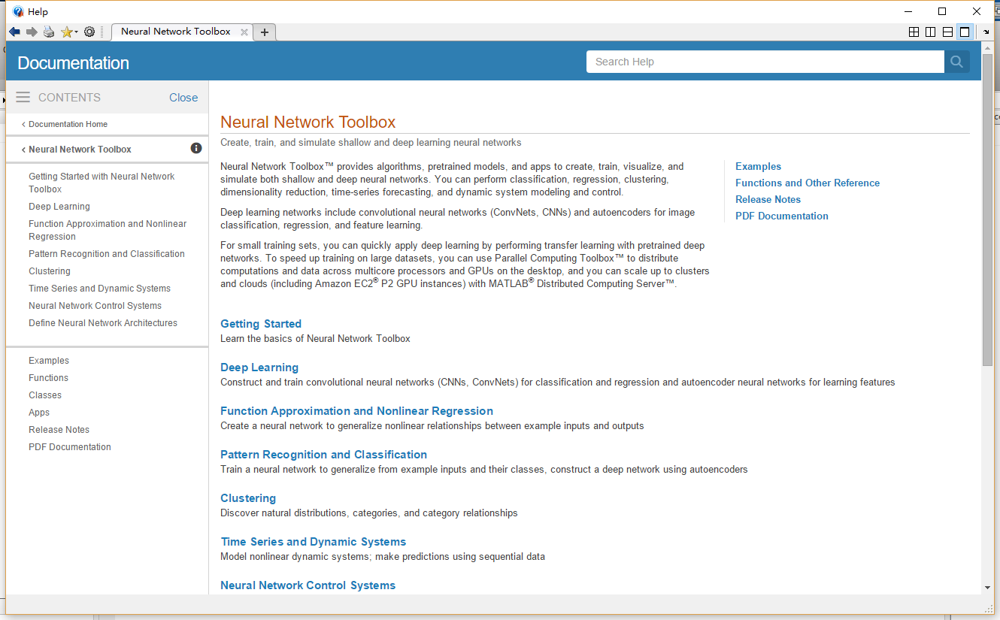 Help
Neural Network Toolbox
Documentation
Search Help
CONTENTS
Close
‹ Documentation Home
‹ Neural Network Toolbox
Getting Started with Neural Network
Toolbox
Deep Learning
Function Approximation and Nonlinear
Regression
Pattern Recognition and Classification
Clustering
Time Series and Dynamic Systems
Neural Network Control Systems
Define Neural Network Architectures
Examples
Functions
Classes
Apps
Release Notes
PDF Documentation
Neural Network Toolbox
Create, train, and simulate shallow and deep learning neural networks
Neural Network Toolbox™ provides algorithms, pretrained models, and apps to create, train, visualize, and
simulate both shallow and deep neural networks. You can perform classification, regression, clustering,
dimensionality reduction, time-series forecasting, and dynamic system modeling and control.
Deep learning networks include convolutional neural networks (ConvNets, CNNs) and autoencoders for image
classification, regression, and feature learning.
For small training sets, you can quickly apply deep learning by performing transfer learning with pretrained deep
networks. To speed up training on large datasets, you can use Parallel Computing Toolbox™ to distribute
computations and data across multicore processors and GPUs on the desktop, and you can scale up to clusters
and clouds (including Amazon EC2® P2 GPU instances) with MATLAB® Distributed Computing Server™.
Examples
Functions and Other Reference
Release Notes
PDF Documentation
Getting Started
Learn the basics of Neural Network Toolbox
Deep Learning
Construct and train convolutional neural networks (CNNs, ConvNets) for classification and regression and autoencoder neural networks for learning features
Function Approximation and Nonlinear Regression
Create a neural network to generalize nonlinear relationships between example inputs and outputs
Pattern Recognition and Classification
Train a neural network to generalize from example inputs and their classes, construct a deep network using autoencoders
Clustering
Discover natural distributions, categories, and category relationships
Time Series and Dynamic Systems
Model nonlinear dynamic systems; make predictions using sequential data
Neural Network Control Systems